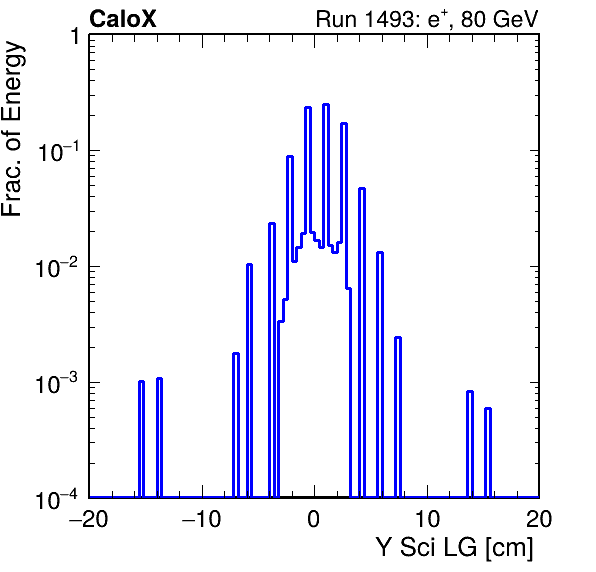 CaloX Run 1493: e⁺, 80 GeV
Frac. of Energy
1
10⁻¹
10⁻²
10⁻³
10⁻⁴
−20 −10 0 10 20
Y Sci LG [cm]